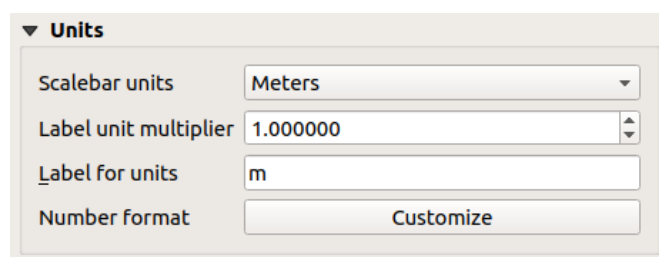 Units
Scalebar units Meters
Label unit multiplier 1.000000
Label for units m
Number format Customize